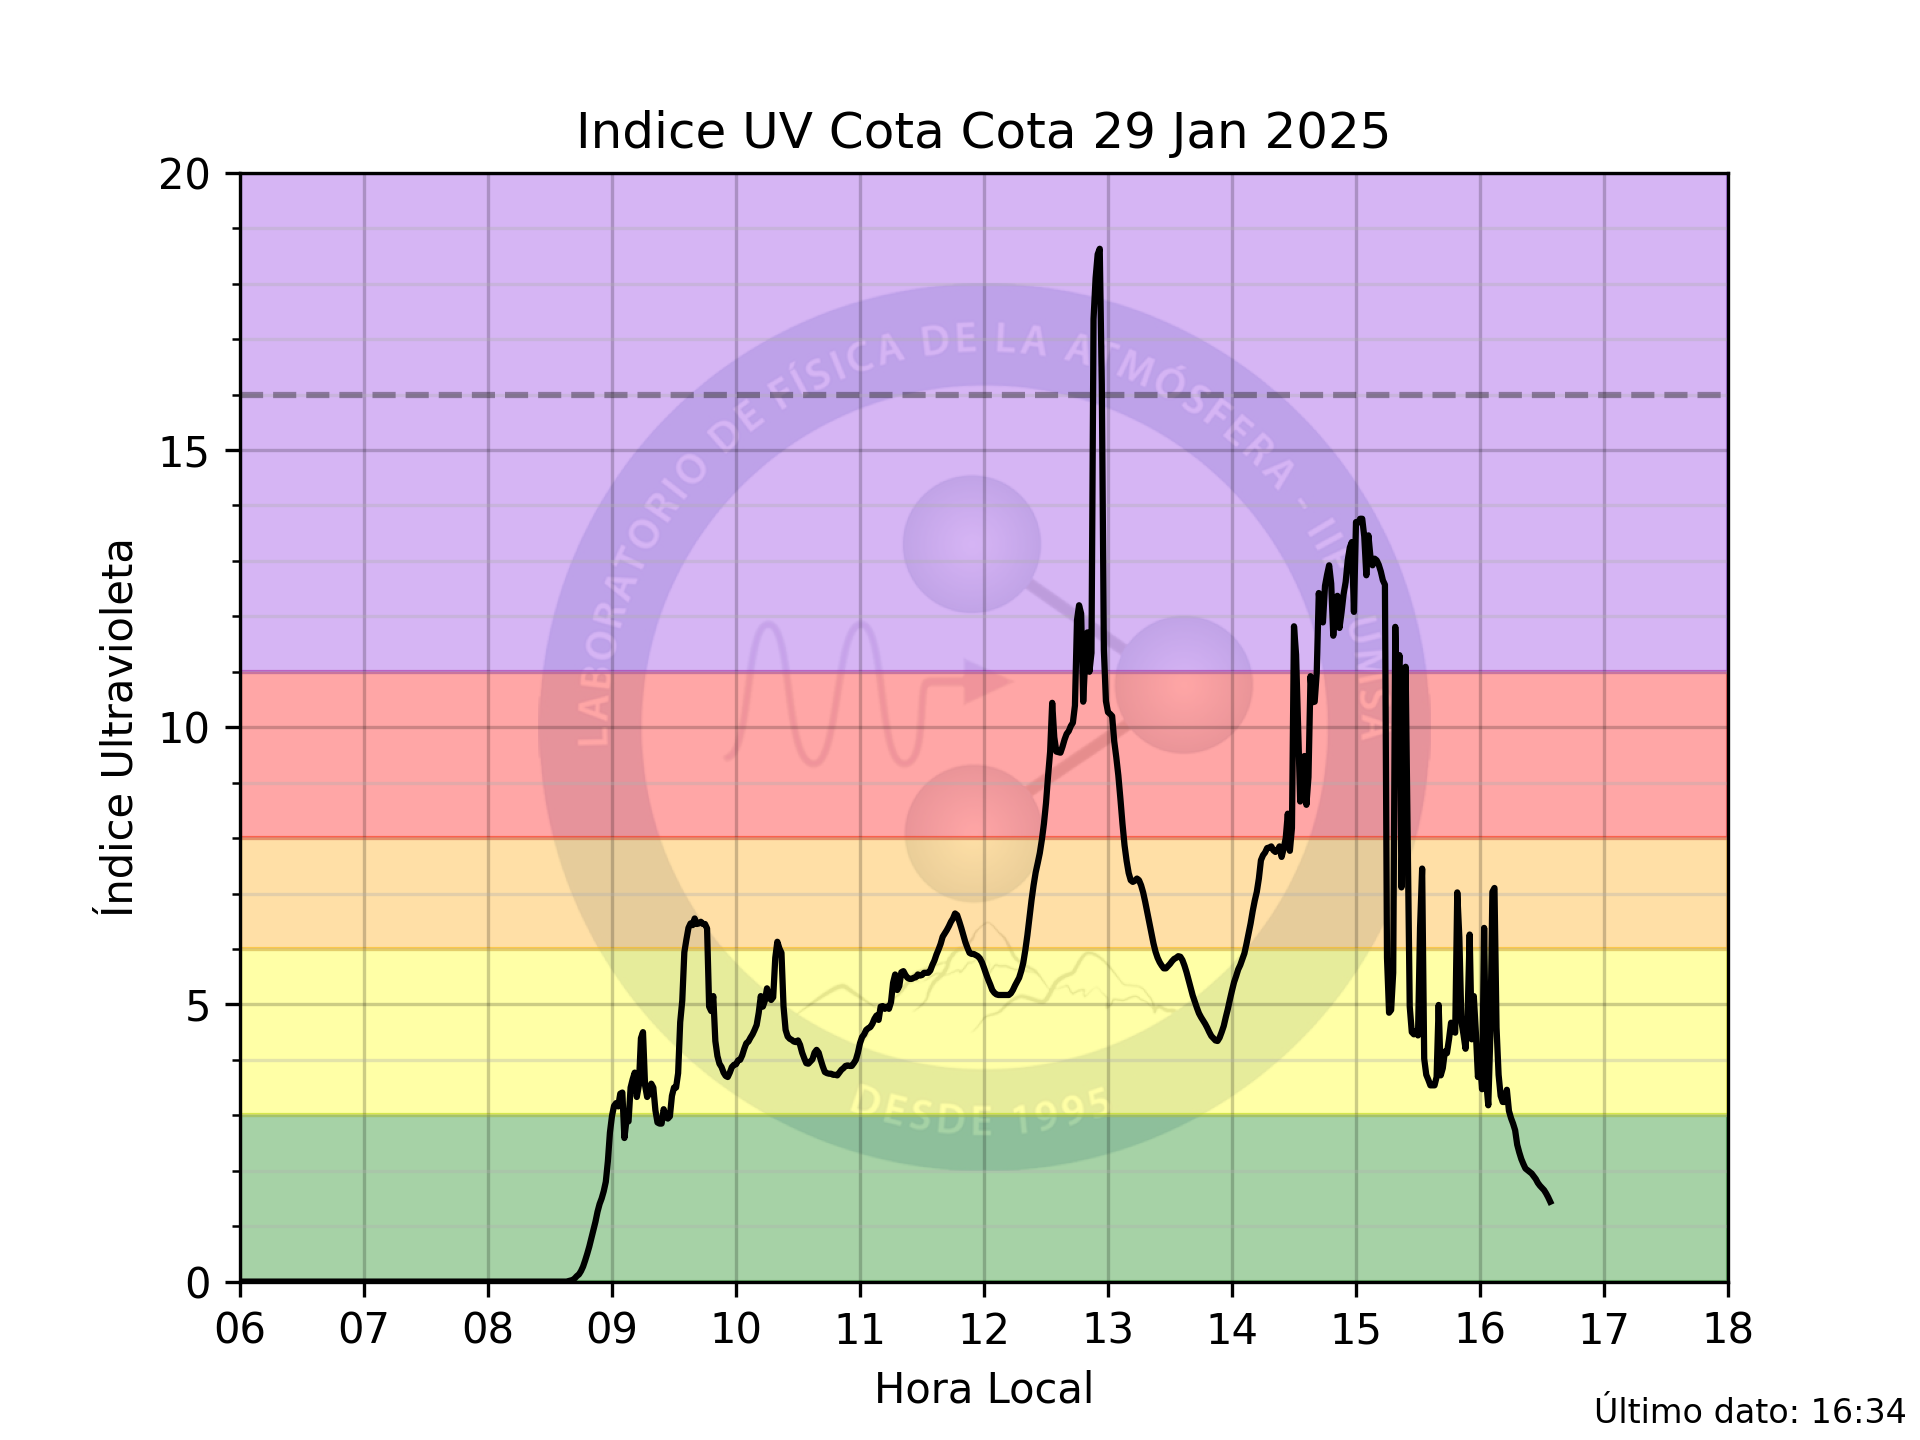 Indice UV Cota Cota 29 Jan 2025
20
15
10
5
0
Índice Ultravioleta
LABORATORIO DE FÍSICA DE LA ATMÓSFERA - IIF UMSA
DESDE 1995
06 07 08 09 10 11 12 13 14 15 16 17 18
Hora Local
Último dato: 16:34